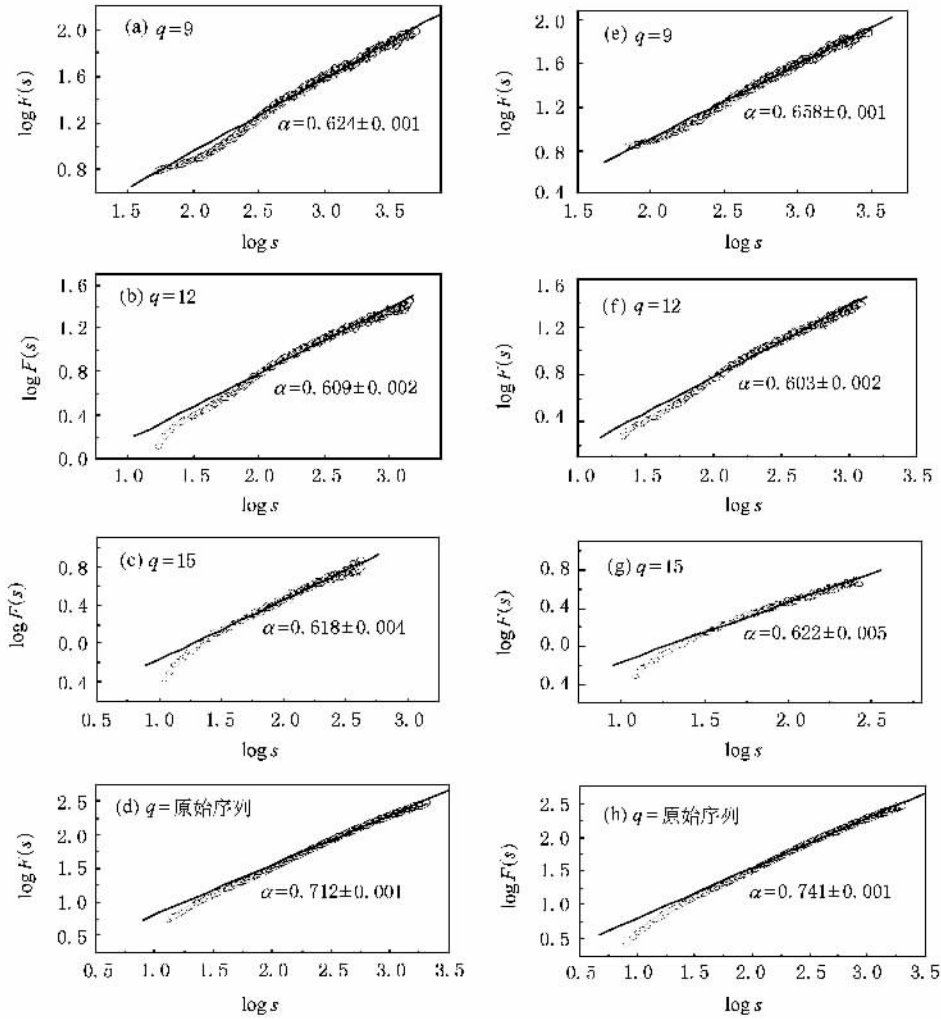 (a) q=9
2.0
1.6
1.2
0.8
log F(s)
α=0.624±0.001
1.5 2.0 2.5 3.0 3.5
log s
(e) q=9
2.0
1.6
1.2
0.8
0.4
log F(s)
α=0.658±0.001
1.5 2.0 2.5 3.0 3.5
log s
(b) q=12
1.6
1.2
0.8
0.4
0.0
log F(s)
α=0.609±0.002
1.0 1.5 2.0 2.5 3.0
log s
(f) q=12
1.6
1.2
0.8
0.4
log F(s)
α=0.603±0.002
1.0 1.5 2.0 2.5 3.0 3.5
log s
(c) q=15
0.8
0.4
0.0
0.4
log F(s)
α=0.618±0.004
0.5 1.0 1.5 2.0 2.5 3.0
log s
(g) q=15
0.8
0.4
0.0
0.4
log F(s)
α=0.622±0.005
1.0 1.5 2.0 2.5
log s
(d) q=原始序列
2.5
2.0
1.5
1.0
0.5
log F(s)
α=0.712±0.001
0.5 1.0 1.5 2.0 2.5 3.0 3.5
log s
(h) q=原始序列
2.5
2.0
1.5
1.0
0.5
log F(s)
α=0.741±0.001
0.5 1.0 1.5 2.0 2.5 3.0 3.5
log s